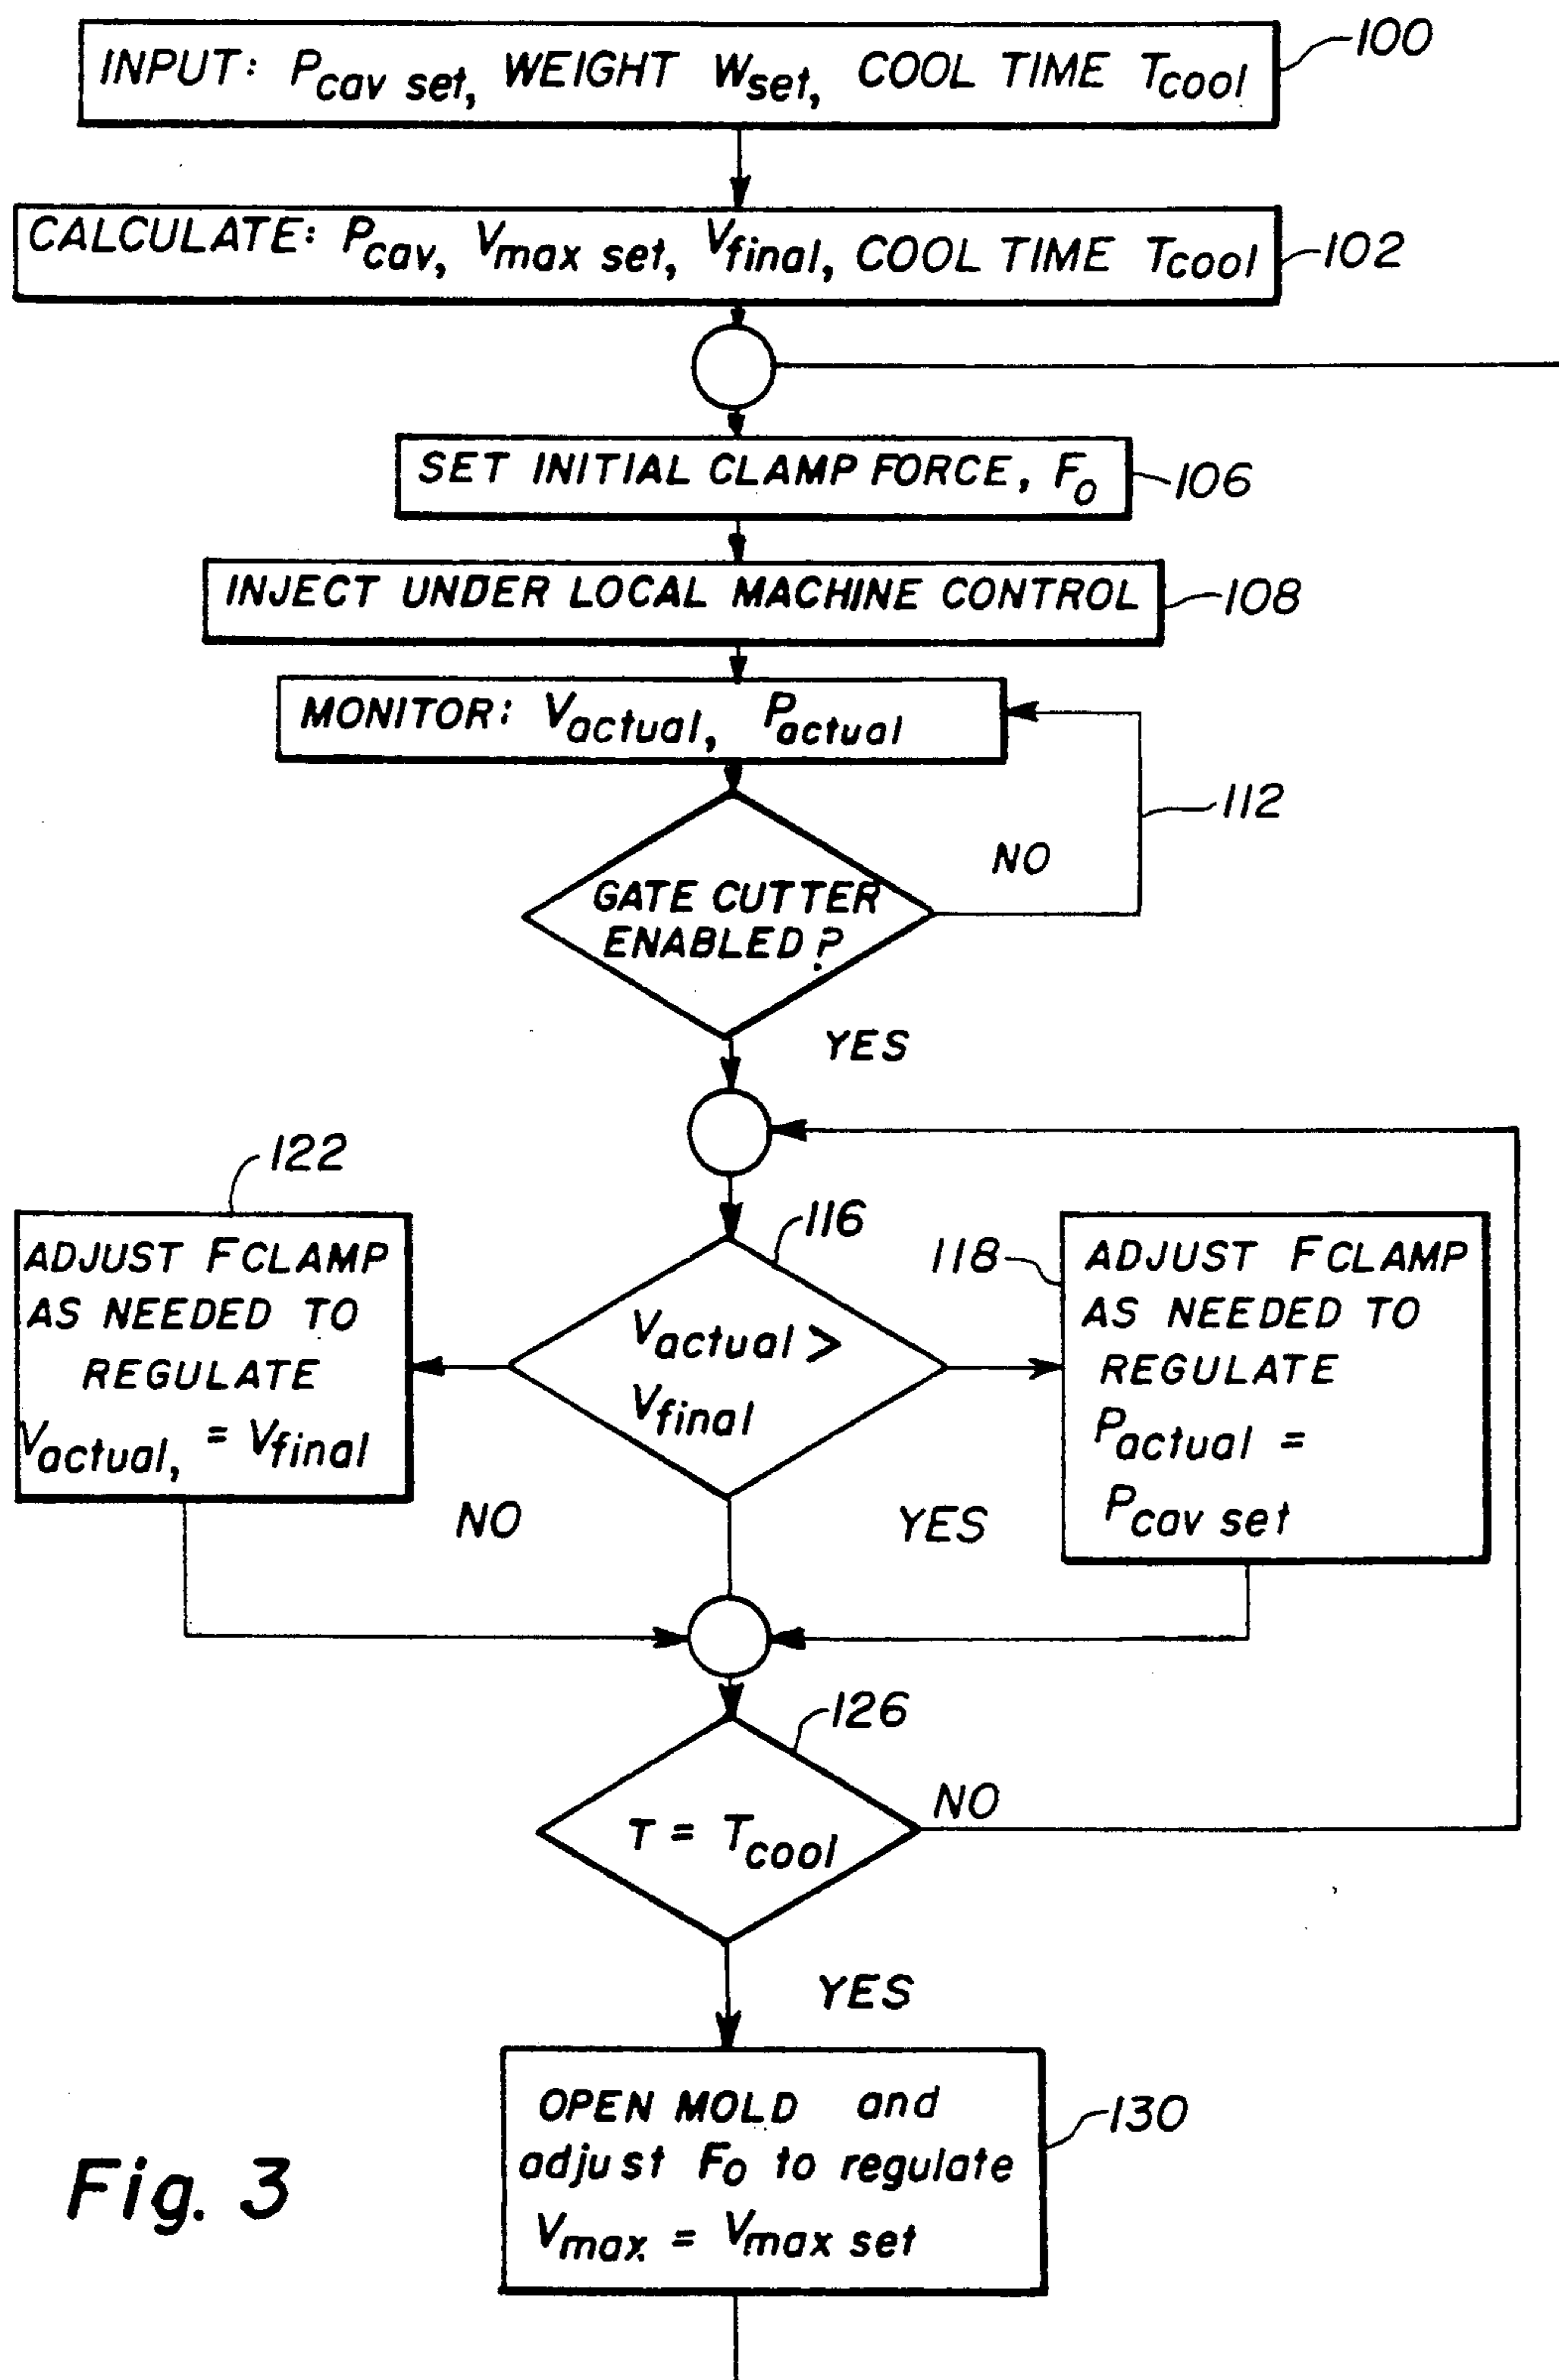 INPUT: Pcav set, WEIGHT Wset, COOL TIME Tcool
100
CALCULATE: Pcav, Vmax set, Vfinal, COOL TIME Tcool
102
SET INITIAL CLAMP FORCE, Fo
106
INJECT UNDER LOCAL MACHINE CONTROL
108
MONITOR: Vactual, Pactual
112
NO
GATE CUTTER
ENABLED?
YES
122
ADJUST FCLAMP
AS NEEDED TO
REGULATE
Vactual, = Vfinal
116
Vactual >
Vfinal
118
ADJUST FCLAMP
AS NEEDED TO
REGULATE
Pactual =
Pcav set
NO
YES
126
T = Tcool
NO
YES
OPEN MOLD and
adjust Fo to regulate
Vmax. = Vmax set
130
Fig. 3